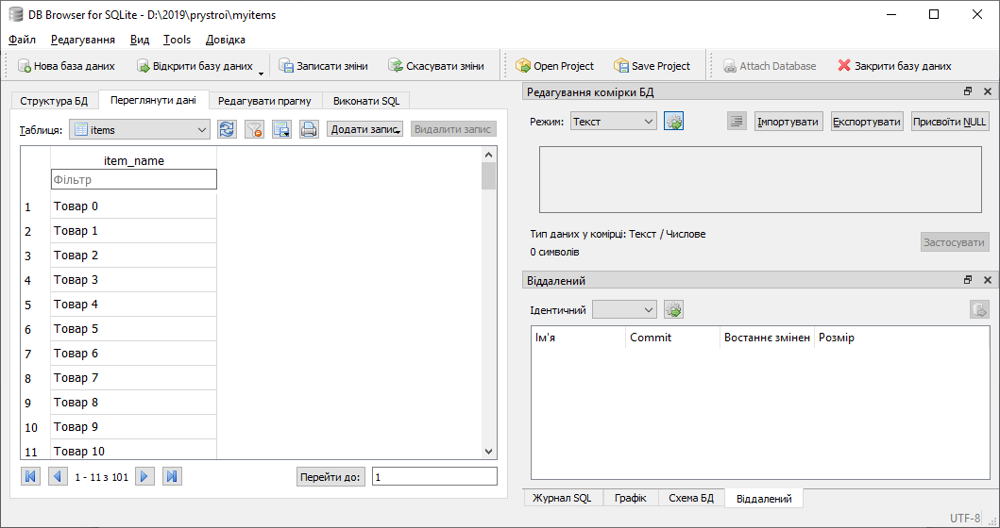 DB Browser for SQLite - D:\2019\prystroi\myitems
Файл Редагування Вид Tools Довідка
Нова база даних Відкрити базу даних Записати зміни Скасувати зміни Open Project Save Project Attach Database Закрити базу даних
Структура БД Переглянути дані Редагувати прагму Виконати SQL
Таблиця: items Додати запис Видалити запис
item_name
Фільтр
1 Товар 0
2 Товар 1
3 Товар 2
4 Товар 3
5 Товар 4
6 Товар 5
7 Товар 6
8 Товар 7
9 Товар 8
10 Товар 9
11 Товар 10
1 - 11 з 101 Перейти до: 1
Редагування комірки БД
Режим: Текст Імпортувати Експортувати Присвоїти NULL
Тип даних у комірці: Текст / Числове
0 символів
Застосувати
Віддалений
Ідентичний
Ім'я Commit Востаннє змінен Розмір
Журнал SQL Графік Схема БД Віддалений
UTF-8